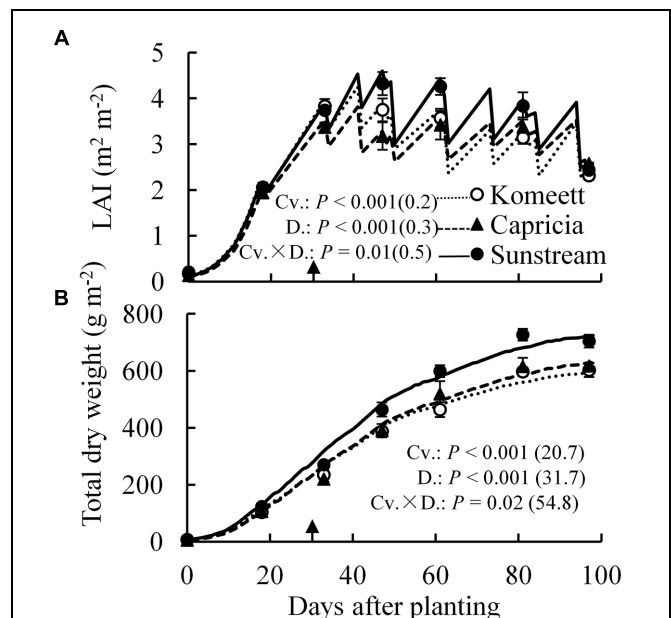 A
LAI (m² m⁻²)
5
4
3
2
1
0
Cv.: P < 0.001(0.2)
D.: P < 0.001(0.3)
Cv.×D.: P = 0.01(0.5)
Komeett
Capricia
Sunstream
B
Total dry weight (g m⁻²)
800
600
400
200
0
Cv.: P < 0.001 (20.7)
D.: P < 0.001 (31.7)
Cv.×D.: P = 0.02 (54.8)
0 20 40 60 80 100
Days after planting